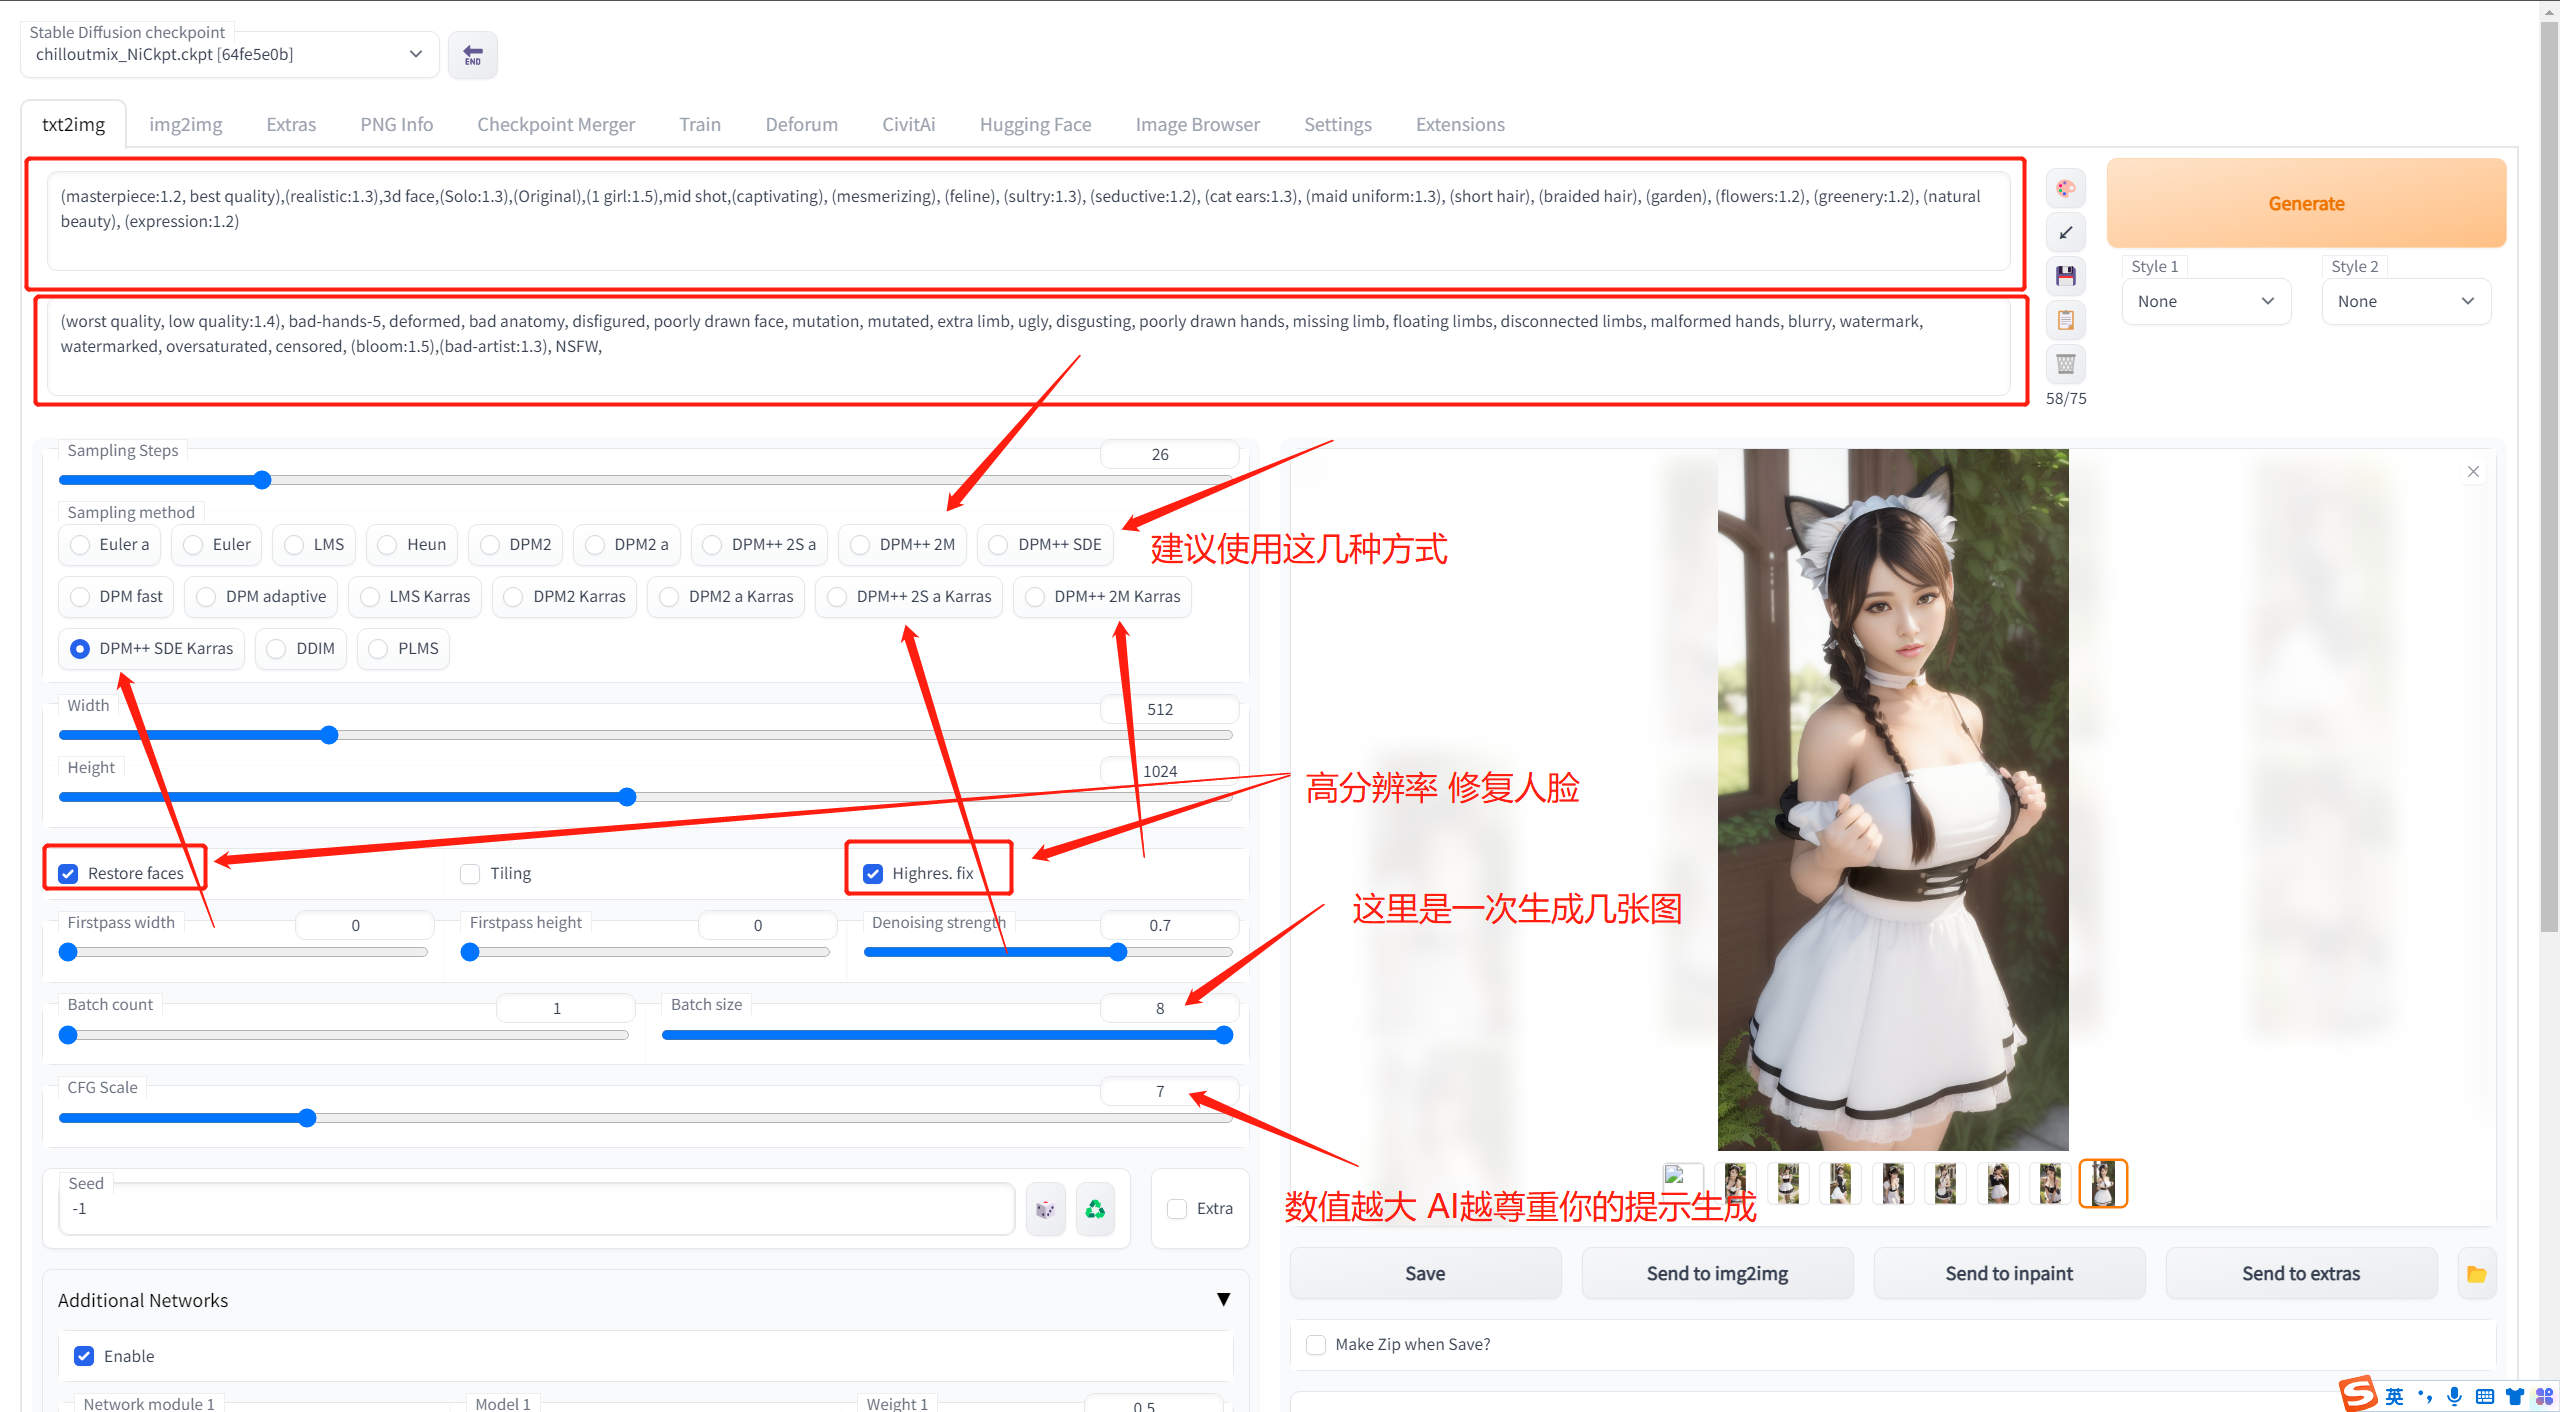 Stable Diffusion checkpoint
chilloutmix_NiCkpt.ckpt [64fe5e0b]
END
txt2img img2img Extras PNG Info Checkpoint Merger Train Deforum CivitAi Hugging Face Image Browser Settings Extensions
(masterpiece:1.2, best quality),(realistic:1.3),3d face,(Solo:1.3),(Original),(1 girl:1.5),mid shot,(captivating), (mesmerizing), (feline), (sultry:1.3), (seductive:1.2), (cat ears:1.3), (maid uniform:1.3), (short hair), (braided hair), (garden), (flowers:1.2), (greenery:1.2), (natural
beauty), (expression:1.2)
Generate
Style 1 Style 2
None None
(worst quality, low quality:1.4), bad-hands-5, deformed, bad anatomy, disfigured, poorly drawn face, mutation, mutated, extra limb, ugly, disgusting, poorly drawn hands, missing limb, floating limbs, disconnected limbs, malformed hands, blurry, watermark,
watermarked, oversaturated, censored, (bloom:1.5),(bad-artist:1.3), NSFW,
58/75
Sampling Steps 26
Sampling method
Euler a Euler LMS Heun DPM2 DPM2 a DPM++ 2S a DPM++ 2M DPM++ SDE
建议使用这几种方式
DPM fast DPM adaptive LMS Karras DPM2 Karras DPM2 a Karras DPM++ 2S a Karras DPM++ 2M Karras
DPM++ SDE Karras DDIM PLMS
Width 512
Height 1024
高分辨率 修复人脸
Restore faces Tiling Highres. fix
Firstpass width 0 Firstpass height 0 Denoising strength 0.7
这里是一次生成几张图
Batch count 1 Batch size 8
CFG Scale 7
数值越大 AI越尊重你的提示生成
Seed
-1
Extra
Save Send to img2img Send to inpaint Send to extras
Additional Networks
Make Zip when Save?
Enable
Network module 1 Model 1 Weight 1 0.5
英